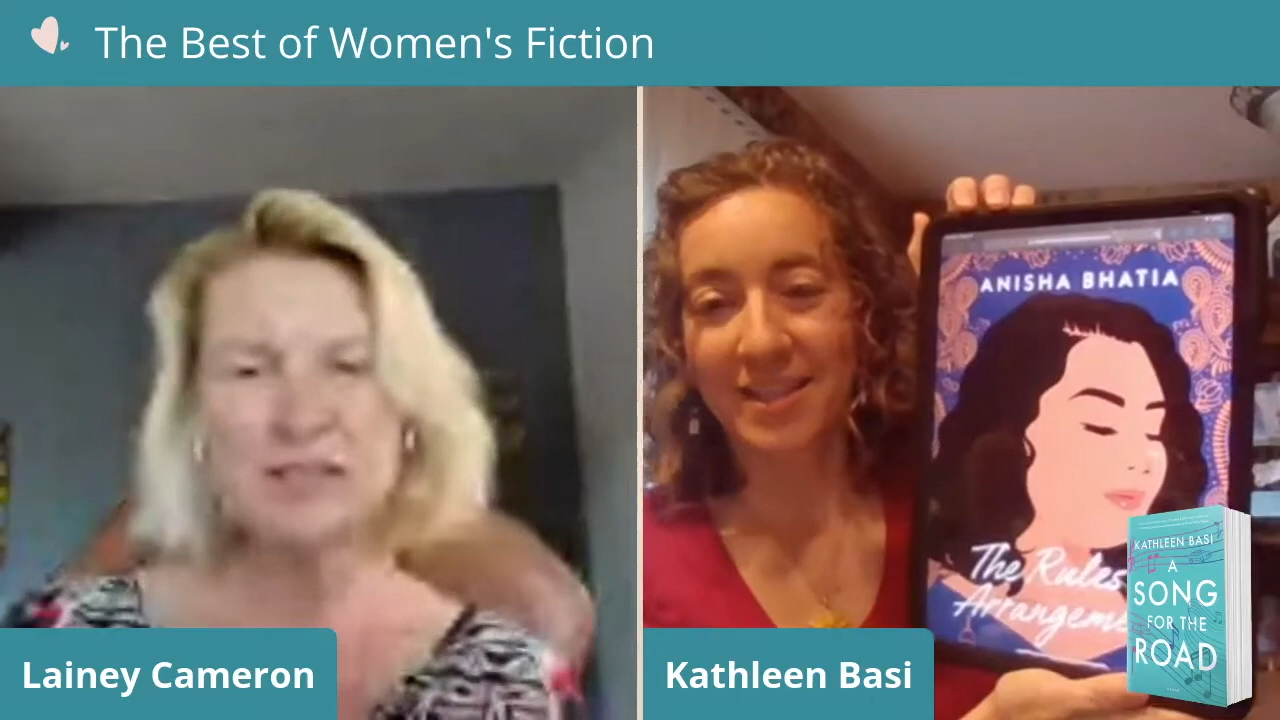 The Best of Women's Fiction
ANISHA BHATIA
The Rules
KATHLEEN BASI
A
SONG
FOR THE
ROAD
Lainey Cameron
Kathleen Basi